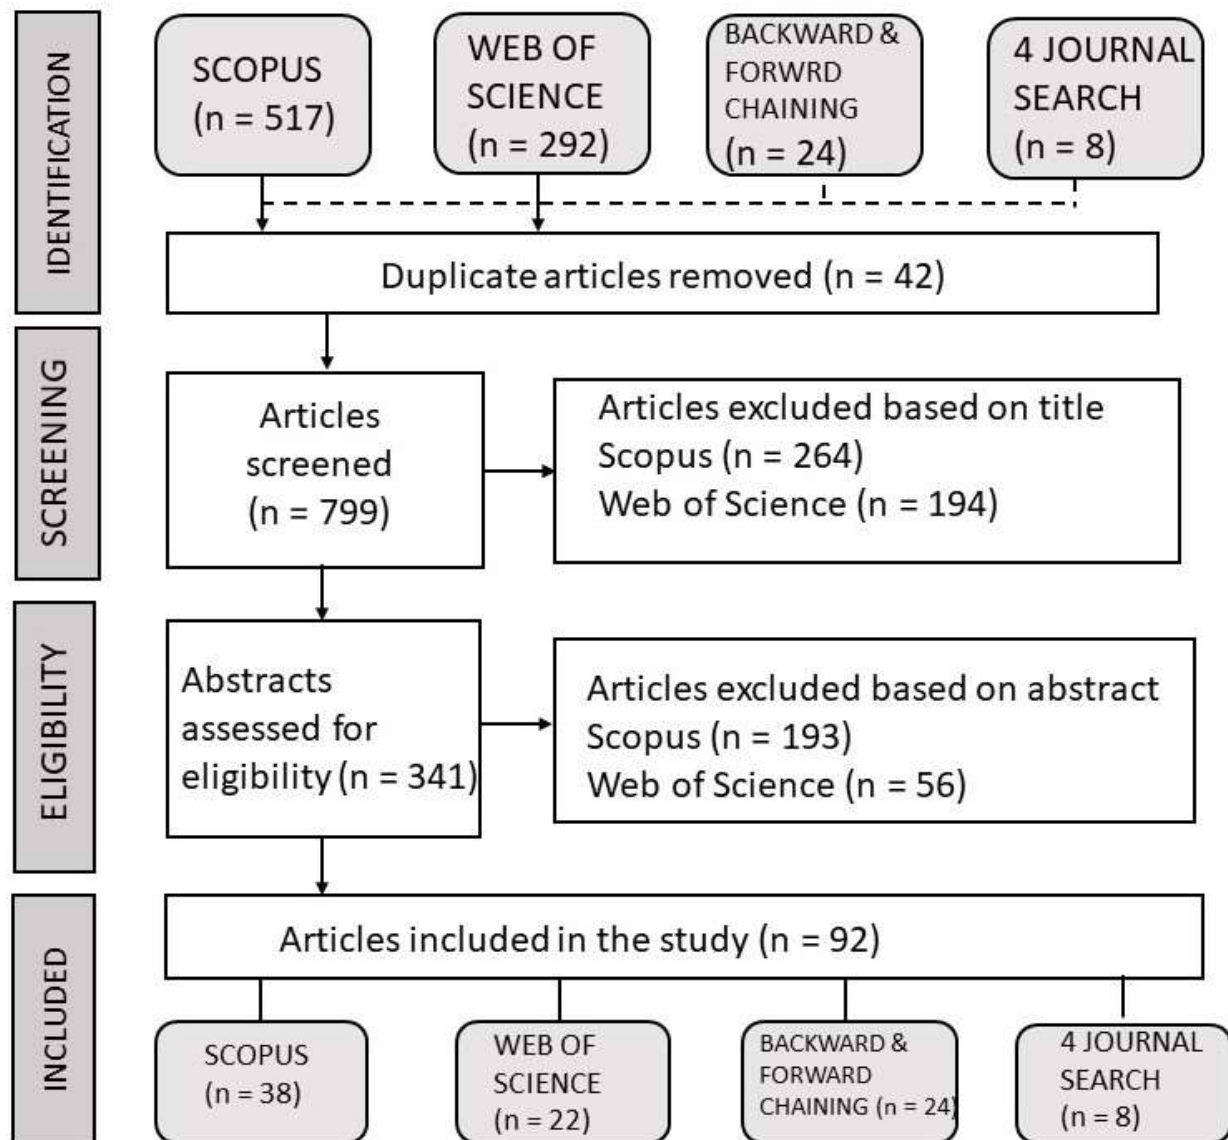 IDENTIFICATION
SCOPUS
(n = 517)
WEB OF
SCIENCE
(n = 292)
BACKWARD &
FORWRD
CHAINING
(n = 24)
4 JOURNAL
SEARCH
(n = 8)
Duplicate articles removed (n = 42)
SCREENING
Articles
screened
(n = 799)
Articles excluded based on title
Scopus (n = 264)
Web of Science (n = 194)
ELIGIBILITY
Abstracts
assessed for
eligibility (n = 341)
Articles excluded based on abstract
Scopus (n = 193)
Web of Science (n = 56)
INCLUDED
Articles included in the study (n = 92)
SCOPUS
(n = 38)
WEB OF
SCIENCE
(n = 22)
BACKWARD &
FORWARD
CHAINING (n = 24)
4 JOURNAL
SEARCH
(n = 8)